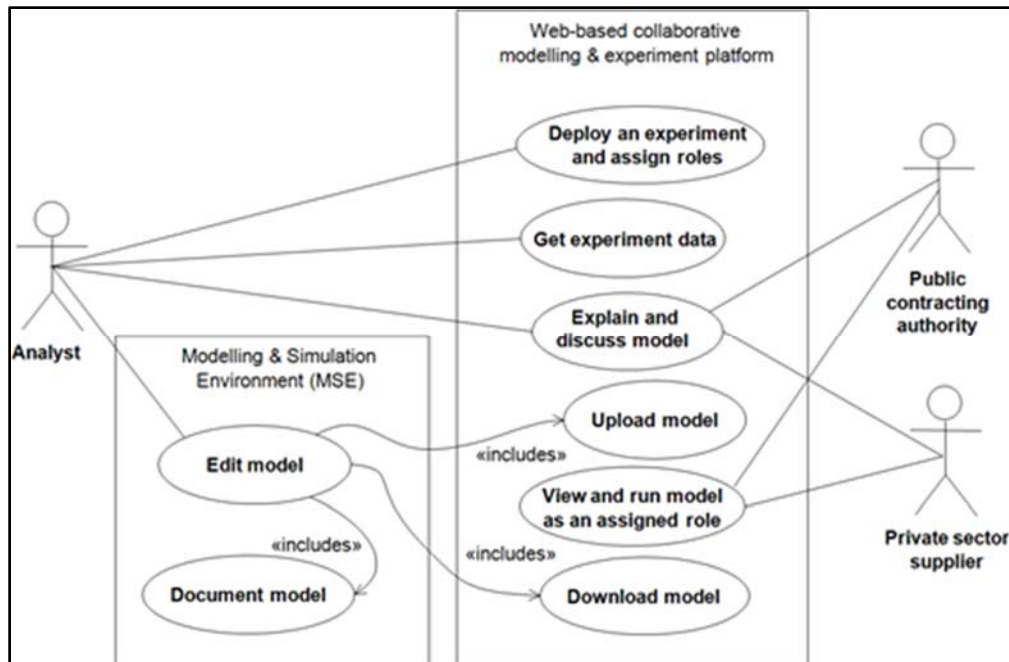 Web-based collaborative
modelling & experiment platform
Deploy an experiment
and assign roles
Get experiment data
Explain and
discuss model
Public
contracting
authority
Analyst
Modelling & Simulation
Environment (MSE)
Upload model
«includes»
Edit model
View and run model
as an assigned role
Private sector
supplier
«includes»
«includes»
Document model
Download model